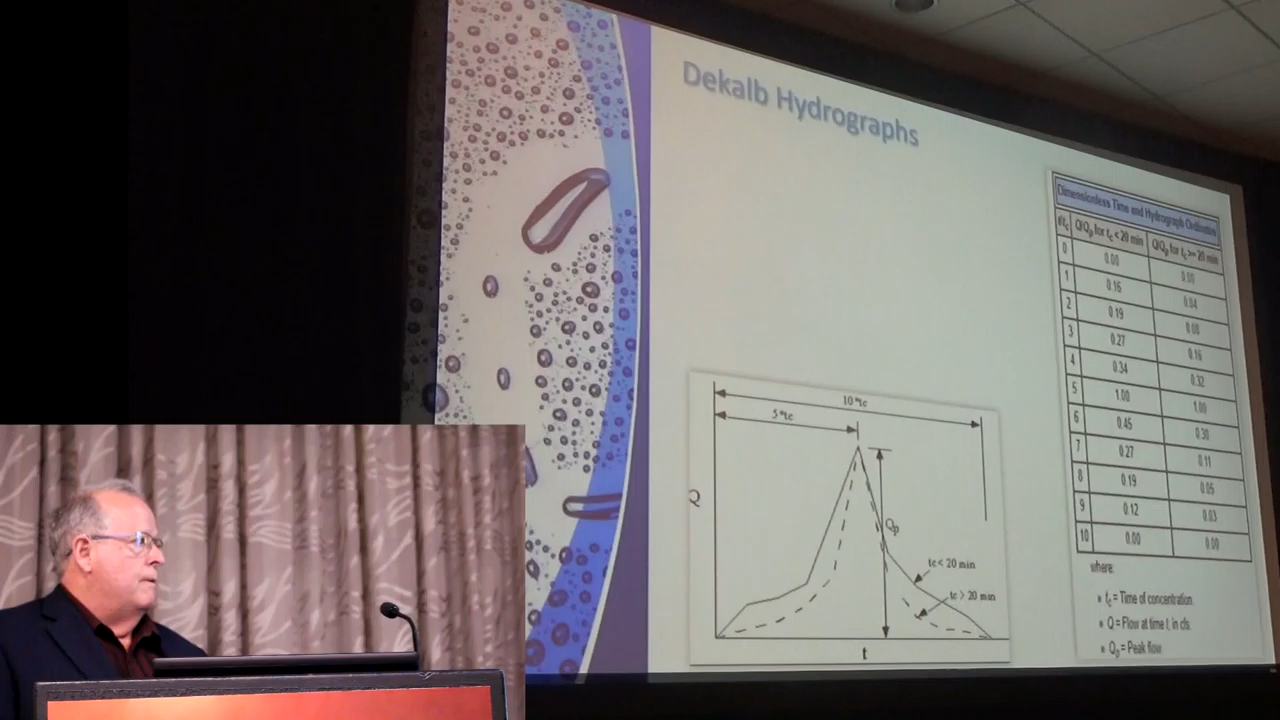 Dekalb Hydrographs
Dimensionless Time and Hydrograph Ordinates
t/tc Q/Qp for tc < 20 min Q/Qp for tc >= 20 min
0 0.00 0.00
1 0.16 0.04
2 0.19 0.08
3 0.27 0.16
4 0.34 0.32
5 1.00 1.00
6 0.45 0.30
7 0.27 0.11
8 0.19 0.05
9 0.12 0.03
10 0.00 0.00
where:
tc = Time of concentration
Q = Flow at time t, in cfs.
Qp = Peak flow
10 *tc
5 *tc
Q
Qp
tc < 20 min
tc > 20 min
t